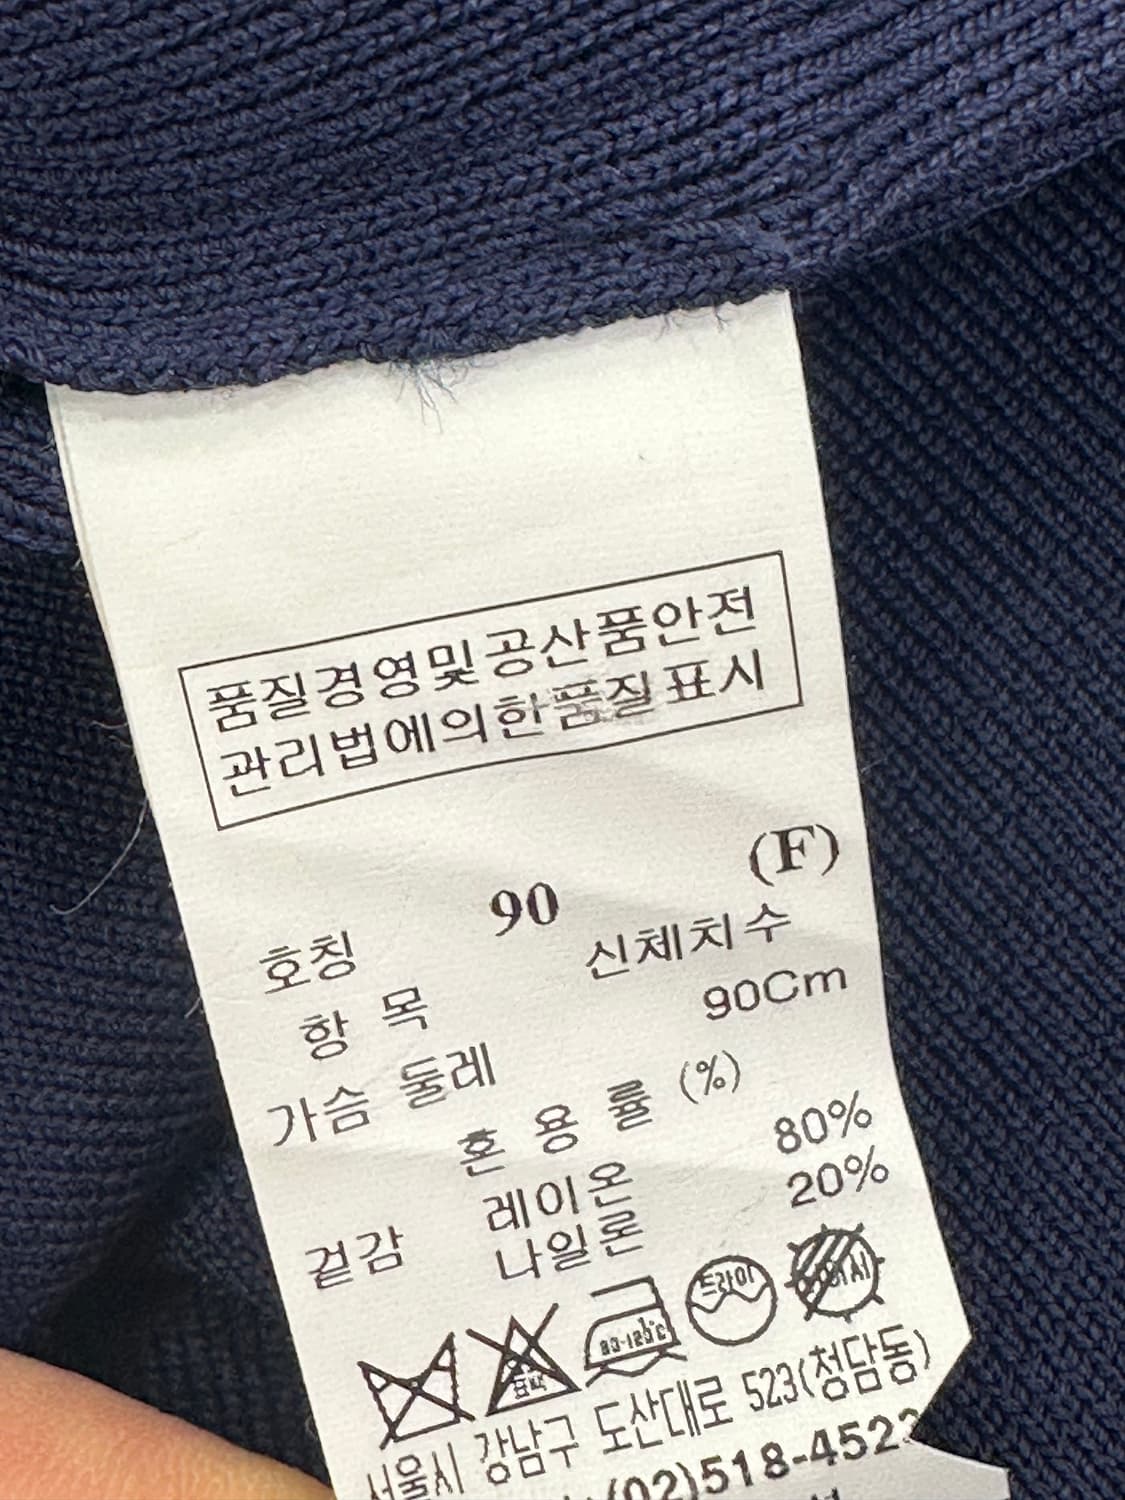 품질경영및공산품안전
관리법에의한품질표시
호칭 90 (F)
항 목 신체치수
가슴 둘레 90Cm
혼 용 률 (%)
겉감 레이온 80%
나일론 20%
드라이
서울시 강남구 도산대로 523(청담동)
(02)518-452